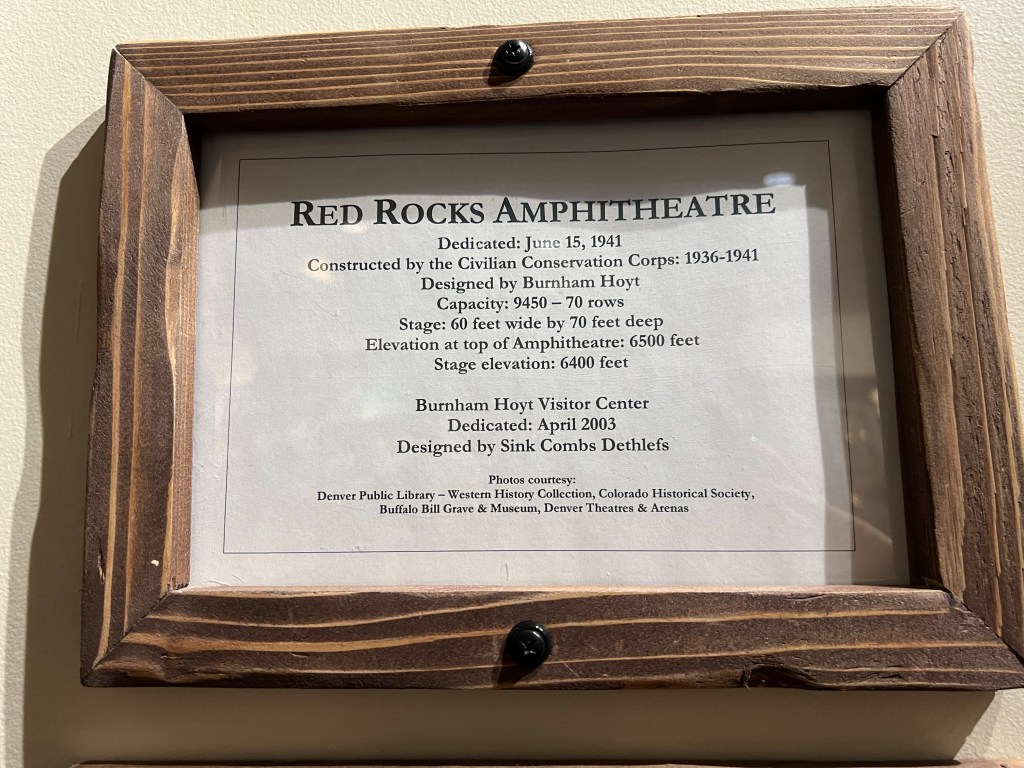 RED ROCKS AMPHITHEATRE
Dedicated: June 15, 1941
Constructed by the Civilian Conservation Corps: 1936-1941
Designed by Burnham Hoyt
Capacity: 9450 – 70 rows
Stage: 60 feet wide by 70 feet deep
Elevation at top of Amphitheatre: 6500 feet
Stage elevation: 6400 feet
Burnham Hoyt Visitor Center
Dedicated: April 2003
Designed by Sink Combs Dethlefs
Photos courtesy:
Denver Public Library – Western History Collection, Colorado Historical Society,
Buffalo Bill Grave & Museum, Denver Theatres & Arenas